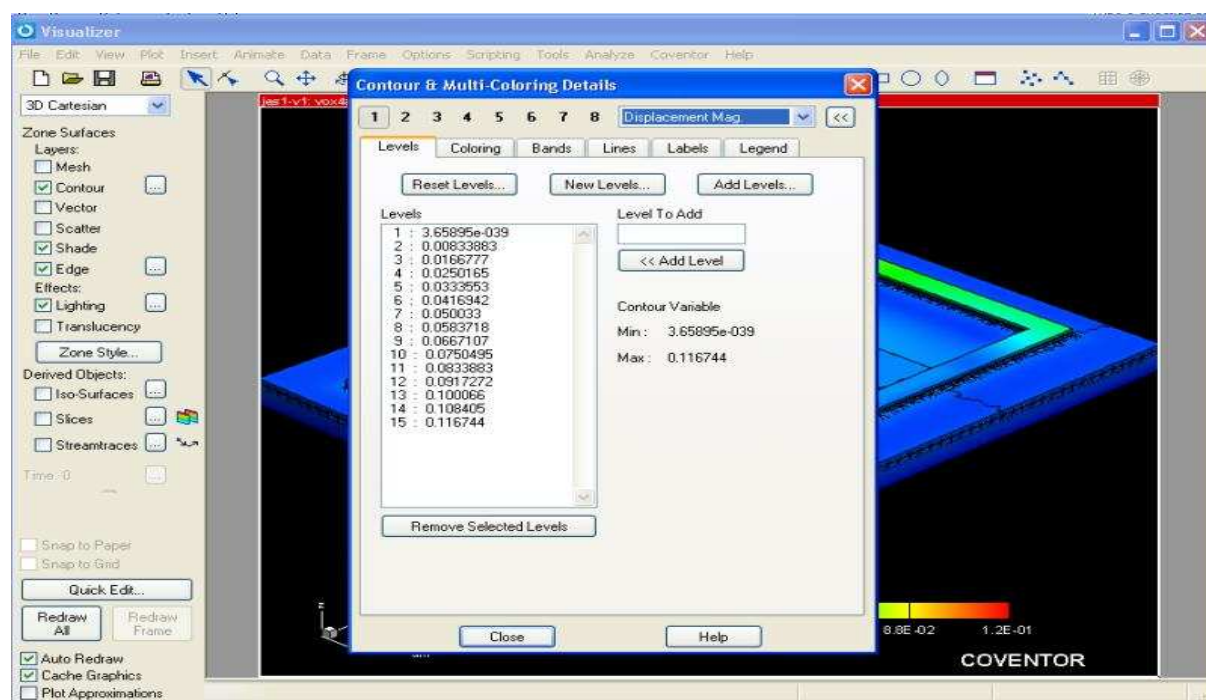 Visualizer
File Edit View Plot Insert Animate Data Frame Options Scripting Tools Analyze Coventor Help
3D Cartesian
Zone Surfaces
Layers:
Mesh
Contour
Vector
Scatter
Shade
Edge
Effects:
Lighting
Translucency
Zone Style...
Derived Objects:
Iso-Surfaces
Slices
Streamtraces
Time: 0
Snap to Paper
Snap to Grid
Quick Edit...
Redraw All
Redraw Frame
Auto Redraw
Cache Graphics
Plot Approximations
Contour & Multi-Coloring Details
1 2 3 4 5 6 7 8 Displacement Mag. <<
Levels Coloring Bands Lines Labels Legend
Reset Levels... New Levels... Add Levels...
Levels
1 : 3.65895e-039
2 : 0.00833883
3 : 0.0166777
4 : 0.0250165
5 : 0.0333553
6 : 0.0416942
7 : 0.050033
8 : 0.0583718
9 : 0.0667107
10 : 0.0750495
11 : 0.0833883
12 : 0.0917272
13 : 0.100066
14 : 0.108405
15 : 0.116744
Remove Selected Levels
Level To Add
<< Add Level
Contour Variable
Min : 3.65895e-039
Max : 0.116744
Close Help
8.8E-02 1.2E-01
COVENTOR